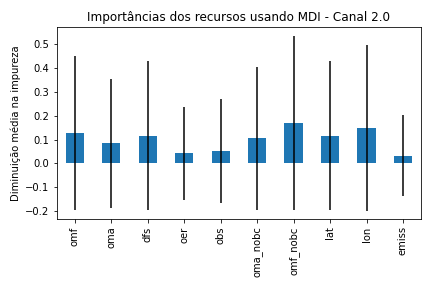 Importâncias dos recursos usando MDI - Canal 2.0
Diminuição média na impureza
0.5
0.4
0.3
0.2
0.1
0.0
−0.1
−0.2
omf
oma
dfs
oer
obs
oma_nobc
omf_nobc
lat
lon
emiss